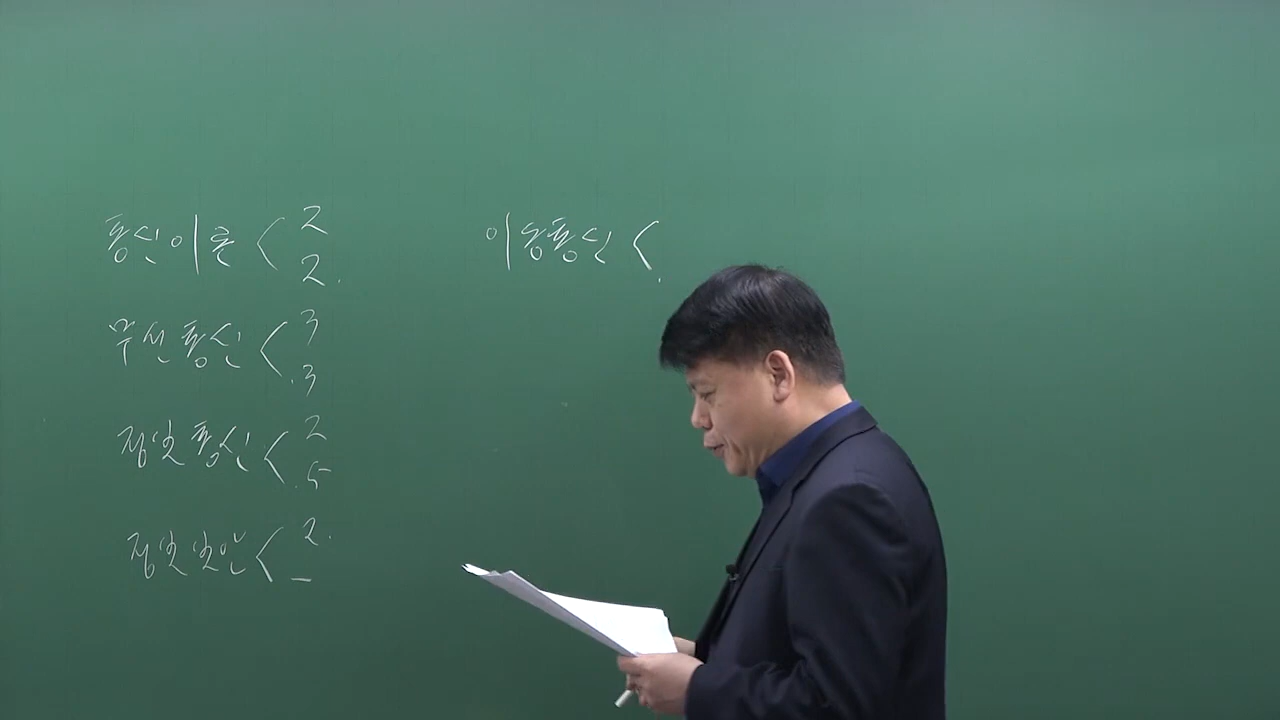 통신이론 < 2
2.
무선통신 < 3
3
정보통신 < 2
5
정보보안 < 2.
-
이동통신 <